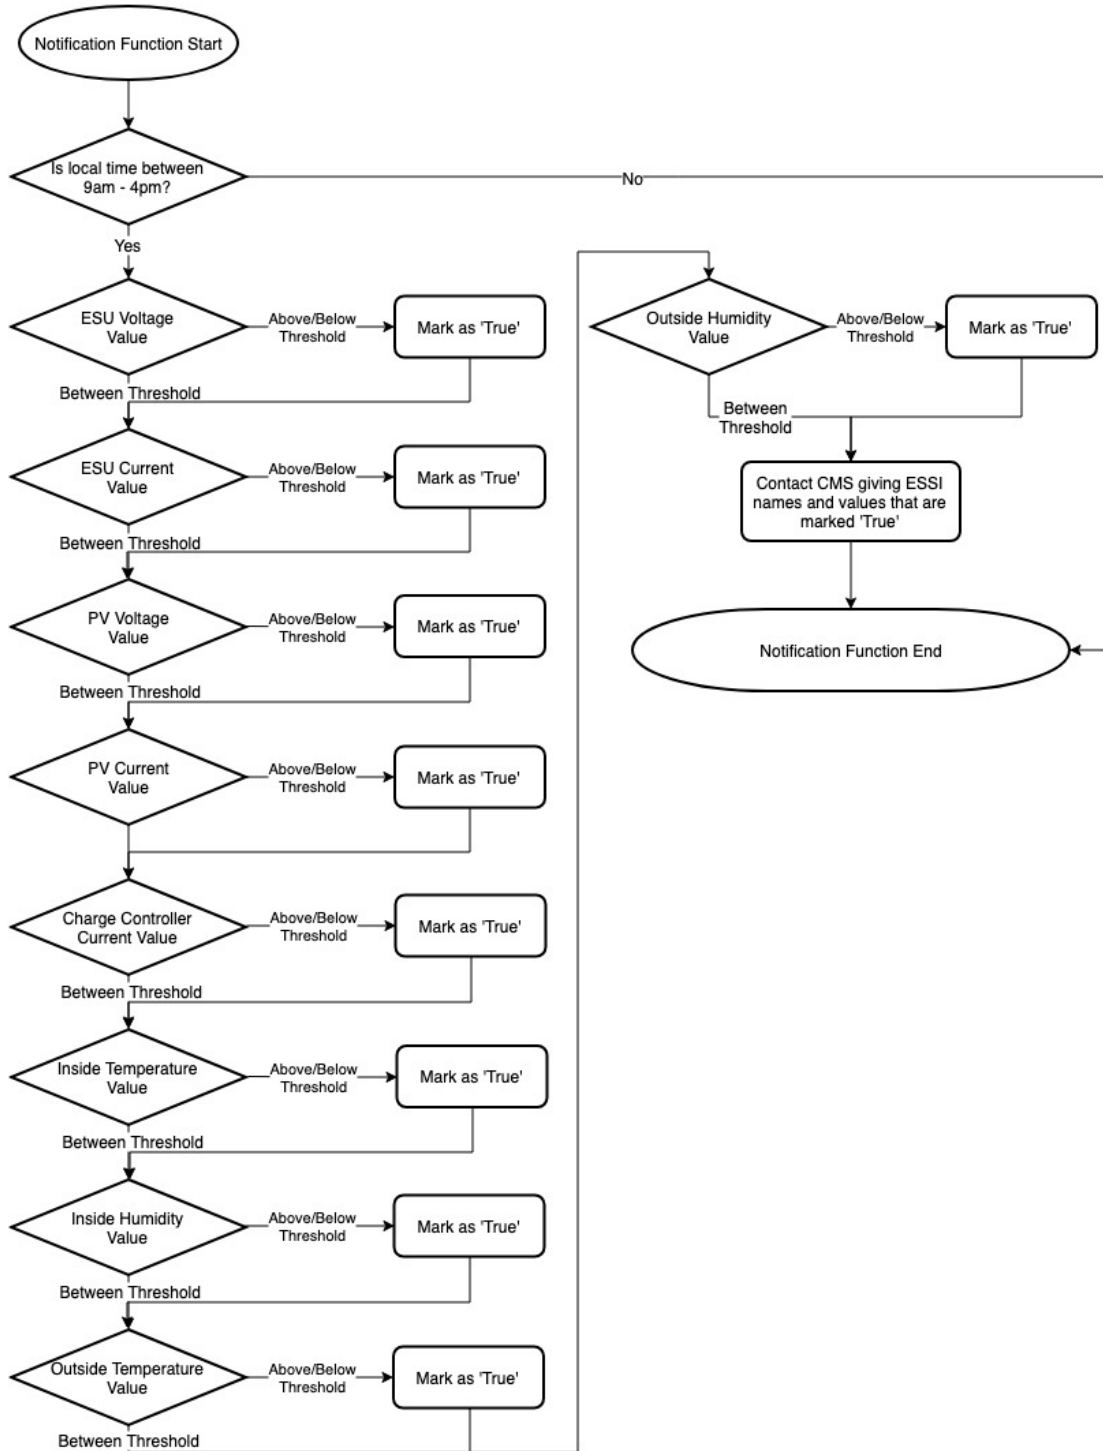 Notification Function Start
Is local time between
9am - 4pm?
No
Yes
ESU Voltage
Value
Above/Below
Threshold
Mark as 'True'
Between Threshold
ESU Current
Value
Above/Below
Threshold
Mark as 'True'
Between Threshold
PV Voltage
Value
Above/Below
Threshold
Mark as 'True'
Between Threshold
PV Current
Value
Above/Below
Threshold
Mark as 'True'
Charge Controller
Current Value
Above/Below
Threshold
Mark as 'True'
Between Threshold
Inside Temperature
Value
Above/Below
Threshold
Mark as 'True'
Between Threshold
Inside Humidity
Value
Above/Below
Threshold
Mark as 'True'
Between Threshold
Outside Temperature
Value
Above/Below
Threshold
Mark as 'True'
Between Threshold
Outside Humidity
Value
Above/Below
Threshold
Mark as 'True'
Between
Threshold
Contact CMS giving ESSI
names and values that are
marked 'True'
Notification Function End